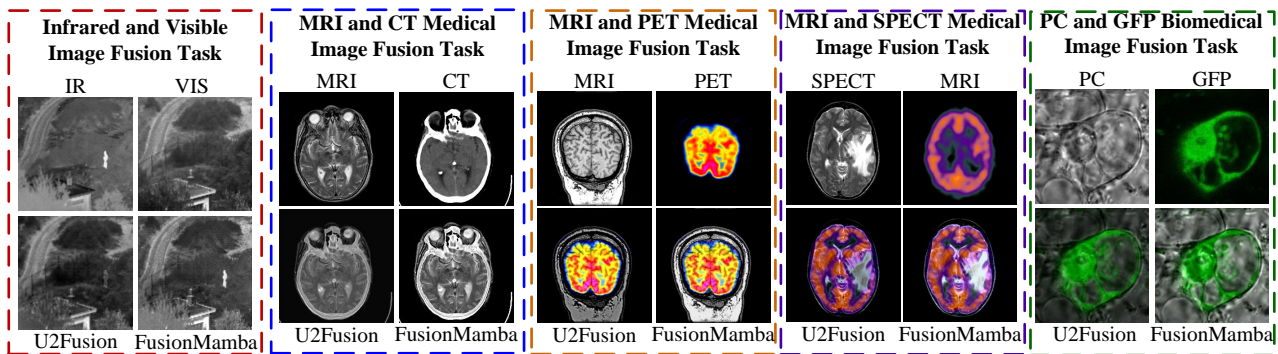 Infrared and Visible
Image Fusion Task
IR VIS
U2Fusion FusionMamba
MRI and CT Medical
Image Fusion Task
MRI CT
U2Fusion FusionMamba
MRI and PET Medical
Image Fusion Task
MRI PET
U2Fusion FusionMamba
MRI and SPECT Medical
Image Fusion Task
SPECT MRI
U2Fusion FusionMamba
PC and GFP Biomedical
Image Fusion Task
PC GFP
U2Fusion FusionMamba